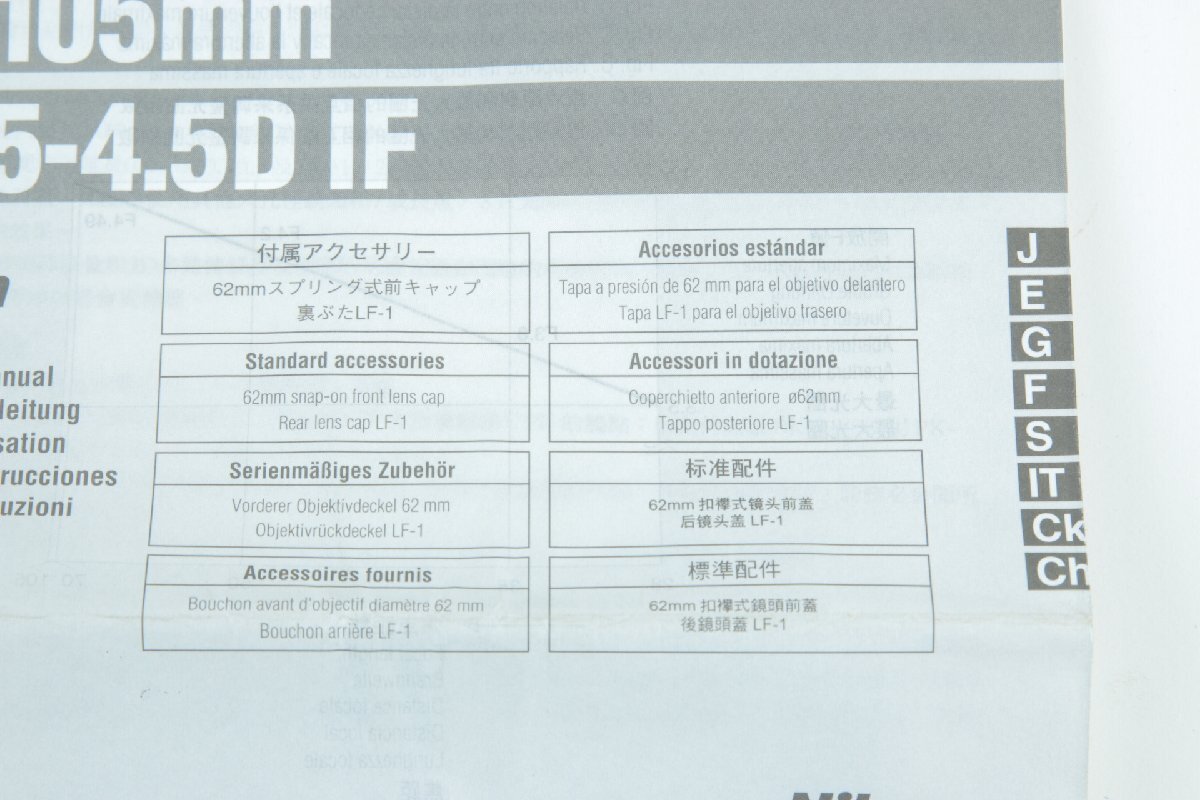 105mm
5-4.5D IF
付属アクセサリー
62mmスプリング式前キャップ
裏ぶたLF-1
Standard accessories
62mm snap-on front lens cap
Rear lens cap LF-1
Serienmäßiges Zubehör
Vorderer Objektivdeckel 62 mm
Objektivrückdeckel LF-1
Accessoires fournis
Bouchon avant d'objectif diamètre 62 mm
Bouchon arrière LF-1
Accesorios estándar
Tapa a presión de 62 mm para el objetivo delantero
Tapa LF-1 para el objetivo trasero
Accessori in dotazione
Coperchietto anteriore ø62mm
Tappo posteriore LF-1
标准配件
62mm 扣襻式镜头前盖
后镜头盖 LF-1
標準配件
62mm 扣襻式鏡頭前蓋
後鏡頭蓋 LF-1
J
E
G
F
S
IT
Ck
Ch
nual
leitung
sation
rucciones
uzioni